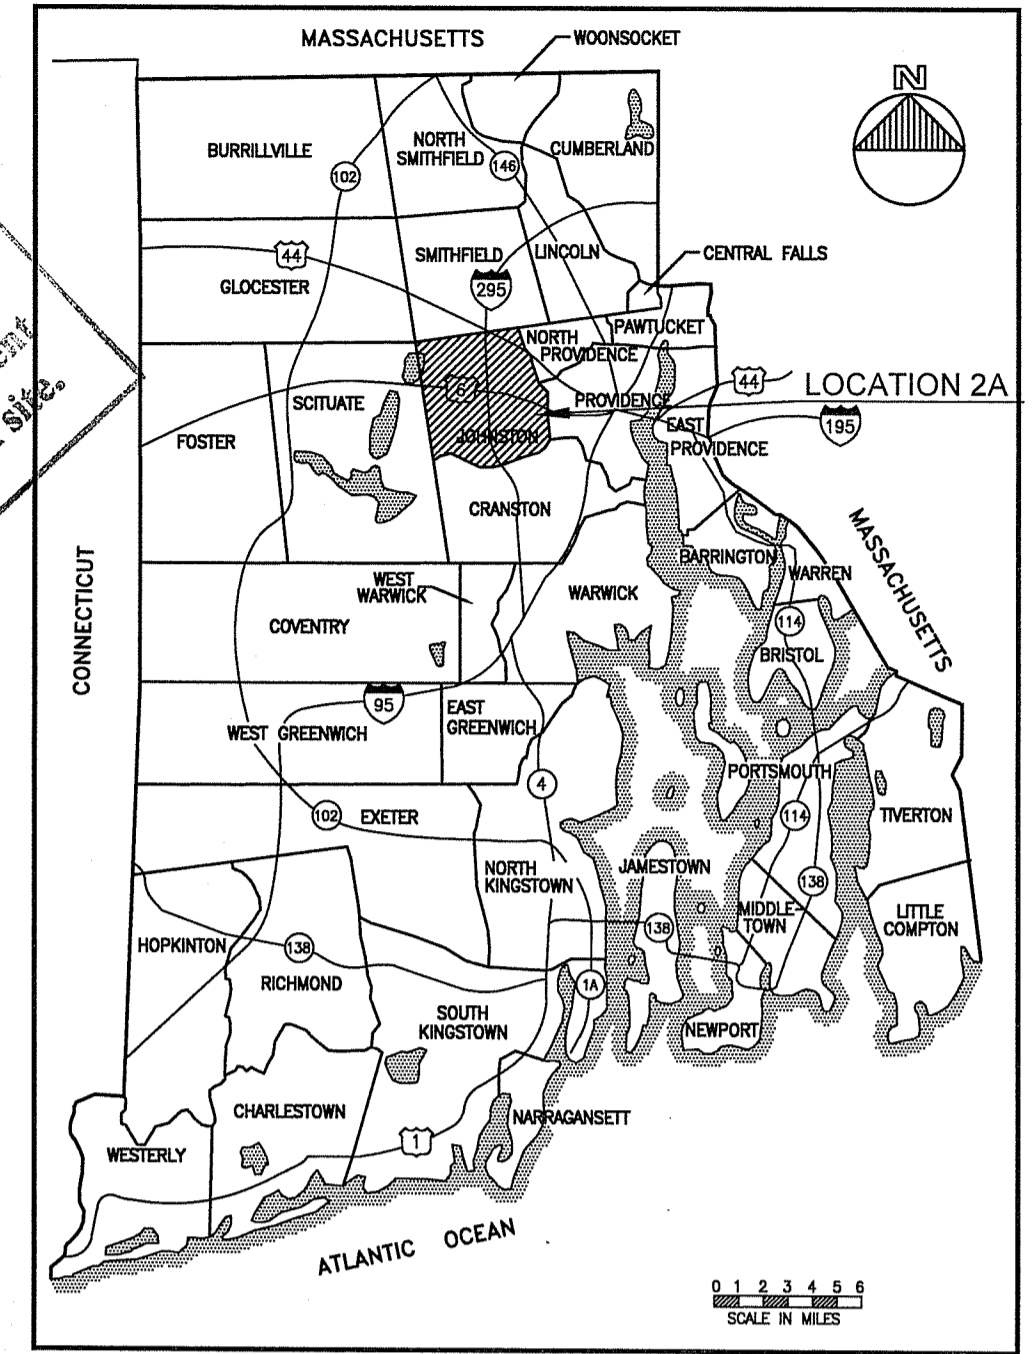 MASSACHUSETTS
WOONSOCKET
N
BURRILLVILLE
NORTH
SMITHFIELD
CUMBERLAND
102
146
SMITHFIELD
LINCOLN
CENTRAL FALLS
44
GLOCESTER
295
NORTH
PROVIDENCE
PAWTUCKET
SCITUATE
6
44
LOCATION 2A
PROVIDENCE
FOSTER
JOHNSTON
EAST
PROVIDENCE
195
site.
CRANSTON
MASSACHUSETTS
CONNECTICUT
WEST
WARWICK
WARWICK
BARRINGTON
WARREN
COVENTRY
114
BRISTOL
95
WEST GREENWICH
EAST
GREENWICH
4
PORTSMOUTH
102
EXETER
114
TIVERTON
NORTH
KINGSTOWN
JAMESTOWN
138
MIDDLE-
TOWN
LITTLE
COMPTON
HOPKINTON
138
138
RICHMOND
1A
SOUTH
KINGSTOWN
NEWPORT
CHARLESTOWN
NARRAGANSETT
WESTERLY
1
ATLANTIC OCEAN
0 1 2 3 4 5 6
SCALE IN MILES